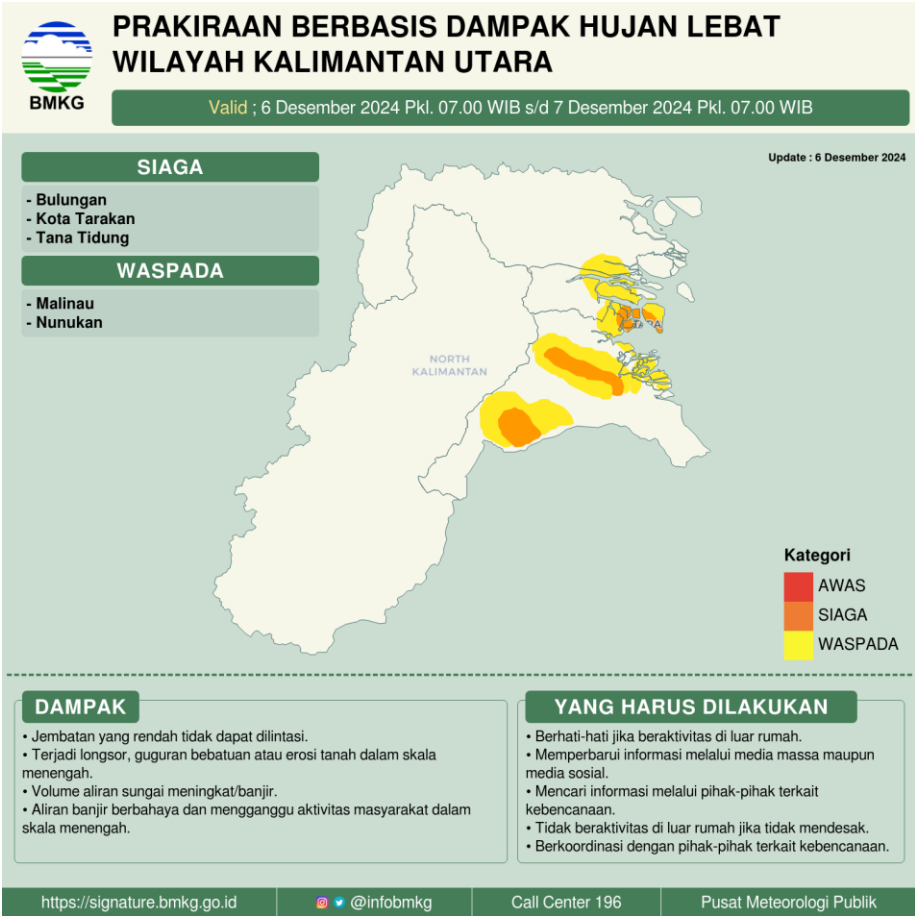 BMKG
PRAKIRAAN BERBASIS DAMPAK HUJAN LEBAT
WILAYAH KALIMANTAN UTARA
Valid ; 6 Desember 2024 Pkl. 07.00 WIB s/d 7 Desember 2024 Pkl. 07.00 WIB
Update : 6 Desember 2024
SIAGA
- Bulungan
- Kota Tarakan
- Tana Tidung
WASPADA
- Malinau
- Nunukan
NORTH
KALIMANTAN
Kategori
AWAS
SIAGA
WASPADA
DAMPAK
• Jembatan yang rendah tidak dapat dilintasi.
• Terjadi longsor, guguran bebatuan atau erosi tanah dalam skala
menengah.
• Volume aliran sungai meningkat/banjir.
• Aliran banjir berbahaya dan mengganggu aktivitas masyarakat dalam
skala menengah.
YANG HARUS DILAKUKAN
• Berhati-hati jika beraktivitas di luar rumah.
• Memperbarui informasi melalui media massa maupun
media sosial.
• Mencari informasi melalui pihak-pihak terkait
kebencanaan.
• Tidak beraktivitas di luar rumah jika tidak mendesak.
• Berkoordinasi dengan pihak-pihak terkait kebencanaan.
https://signature.bmkg.go.id
@infobmkg
Call Center 196
Pusat Meteorologi Publik